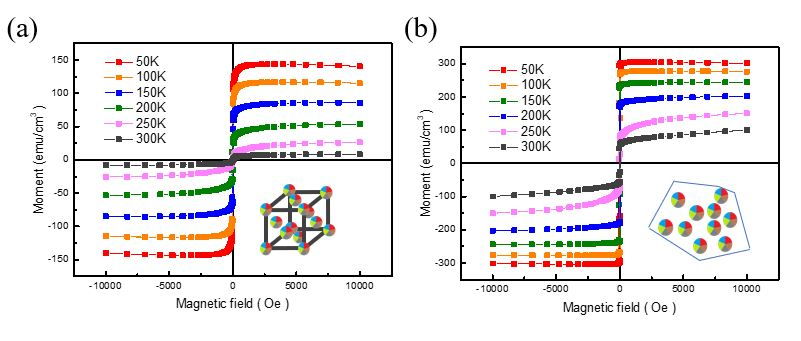 (a)
Moment (emu/cm³)
150
100
50
0
-50
-100
-150
50K
100K
150K
200K
250K
300K
-10000 -5000 0 5000 10000
Magnetic field ( Oe )
(b)
Moment (emu/cm³)
300
200
100
0
-100
-200
-300
50K
100K
150K
200K
250K
300K
-10000 -5000 0 5000 10000
Magnetic field ( Oe )